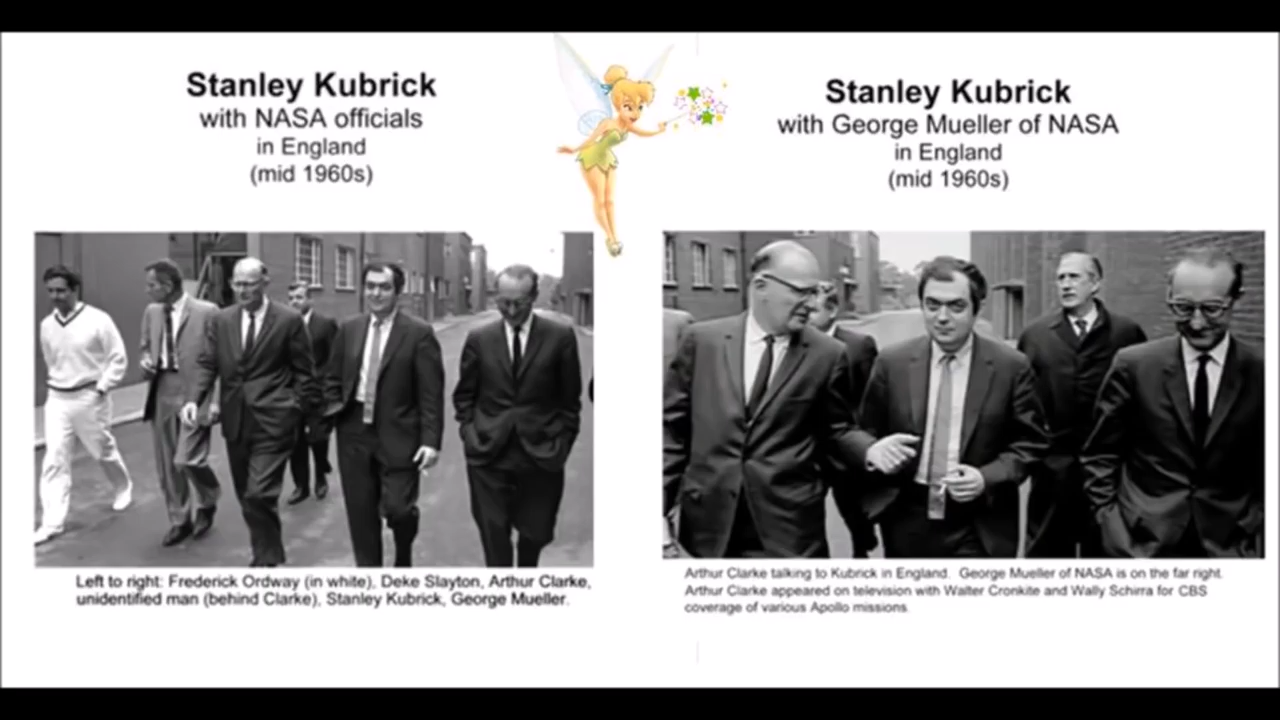 Stanley Kubrick
with NASA officials
in England
(mid 1960s)
Left to right: Frederick Ordway (in white), Deke Slayton, Arthur Clarke,
unidentified man (behind Clarke), Stanley Kubrick, George Mueller.
Stanley Kubrick
with George Mueller of NASA
in England
(mid 1960s)
Arthur Clarke talking to Kubrick in England. George Mueller of NASA is on the far right.
Arthur Clarke appeared on television with Walter Cronkite and Wally Schirra for CBS
coverage of various Apollo missions.